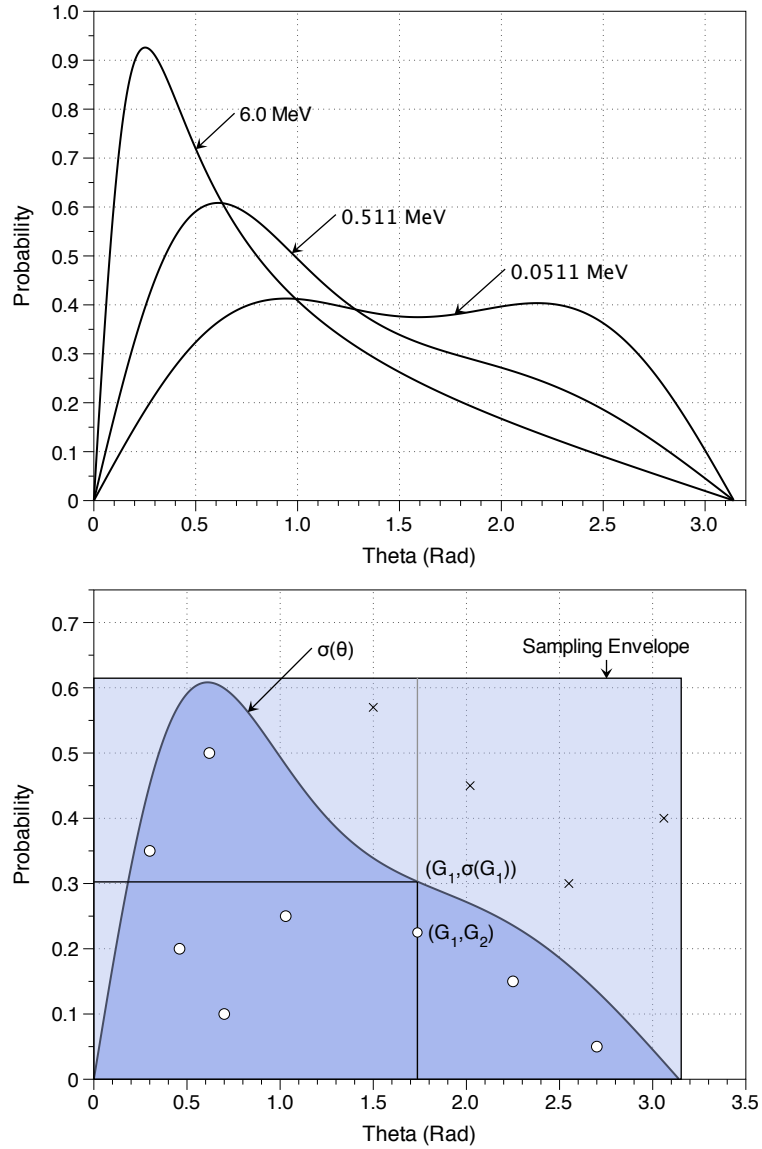 1.0
0.9
0.8
0.7
0.6
0.5
0.4
0.3
0.2
0.1
0
Probability
6.0 MeV
0.511 MeV
0.0511 MeV
0 0.5 1.0 1.5 2.0 2.5 3.0
Theta (Rad)
0.7
0.6
0.5
0.4
0.3
0.2
0.1
0
Probability
σ(θ)
Sampling Envelope
(G₁,σ(G₁))
(G₁,G₂)
0 0.5 1.0 1.5 2.0 2.5 3.0 3.5
Theta (Rad)